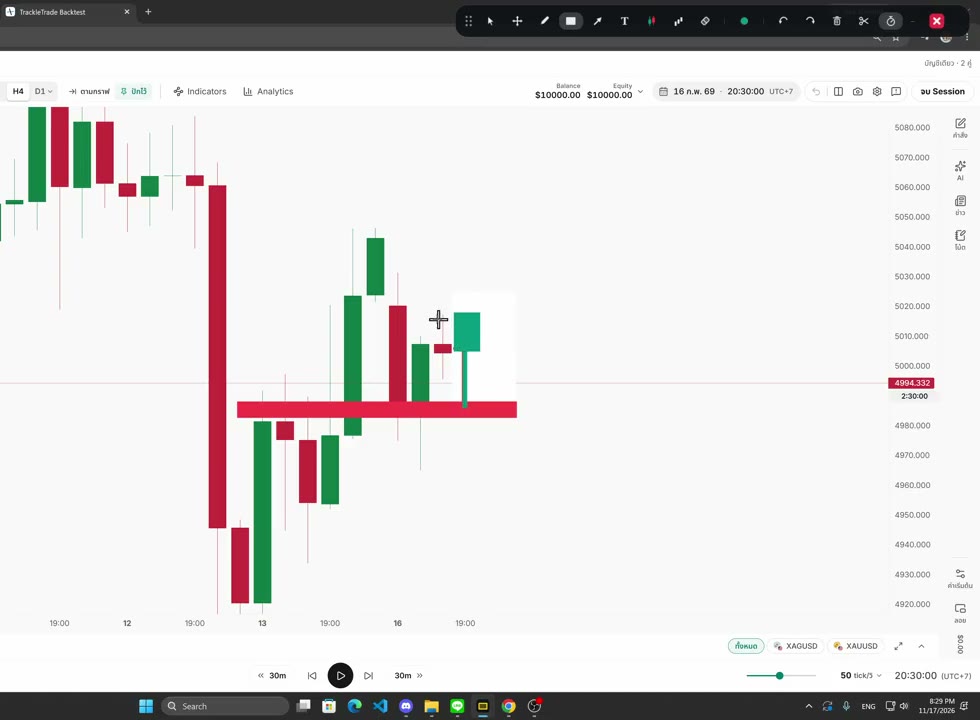 TrackleTrade Backtest
บัญชีเดียว · 2 คู่
H4 D1 ตามกราฟ ปักไว้ Indicators Analytics
Balance $10000.00
Equity $10000.00
16 ก.พ. 69 · 20:30:00 UTC+7
จบ Session
คำสั่ง
AI
ข่าว
โน้ต
5080.000
5070.000
5060.000
5050.000
5040.000
5030.000
5020.000
5010.000
5000.000
4994.332
2:30:00
4980.000
4970.000
4960.000
4950.000
4940.000
4930.000
4920.000
19:00 12 19:00 13 19:00 16 19:00
ค่าเริ่มต้น
ลอย
$0.00
ทั้งหมด XAGUSD XAUUSD
30m 30m 50 tick/วิ 20:30:00 (UTC+7)
Search
ENG
8:29 PM
11/17/2026